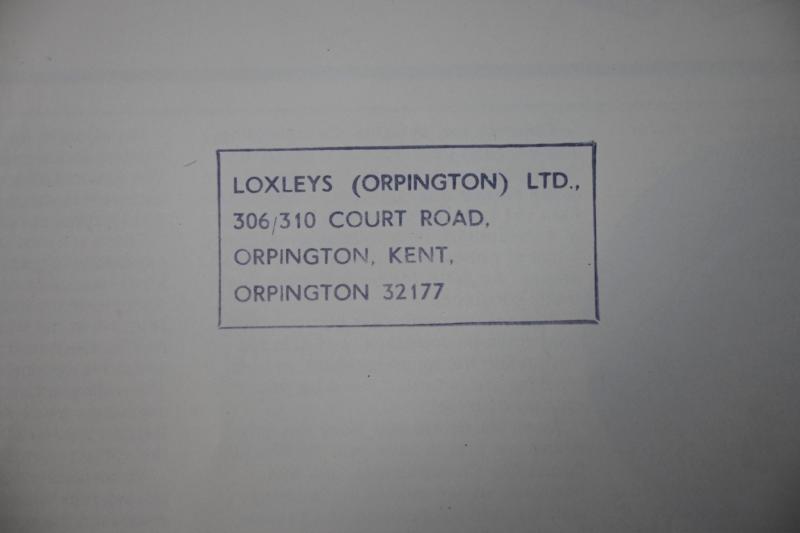 LOXLEYS (ORPINGTON) LTD.,
306/310 COURT ROAD,
ORPINGTON, KENT,
ORPINGTON 32177